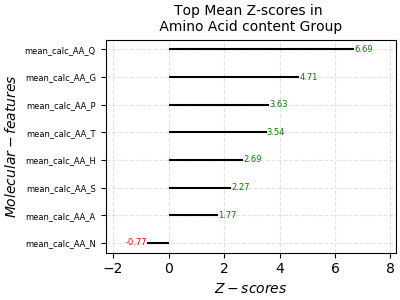 Top Mean Z-scores in
Amino Acid content Group
mean_calc_AA_Q 6.69
mean_calc_AA_G 4.71
mean_calc_AA_P 3.63
mean_calc_AA_T 3.54
mean_calc_AA_H 2.69
mean_calc_AA_S 2.27
mean_calc_AA_A 1.77
mean_calc_AA_N -0.77
Molecular − features
−2 0 2 4 6 8
Z − scores